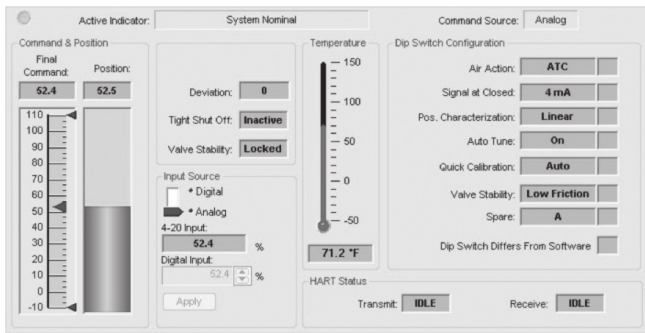 Active Indicator: System Nominal Command Source: Analog
Command & Position
Final Command: Position:
52.4 52.5
110
100
90
80
70
60
50
40
30
20
10
0
-10
Deviation: 0
Tight Shut Off: Inactive
Valve Stability: Locked
Input Source
* Digital
* Analog
4-20 Input:
52.4 %
Digital Input:
52.4 %
Apply
Temperature
150
100
50
0
-50
71.2 °F
Dip Switch Configuration
Air Action: ATC
Signal at Closed: 4 mA
Pos. Characterization: Linear
Auto Tune: On
Quick Calibration: Auto
Valve Stability: Low Friction
Spare: A
Dip Switch Differs From Software
HART Status
Transmit: IDLE Receive: IDLE